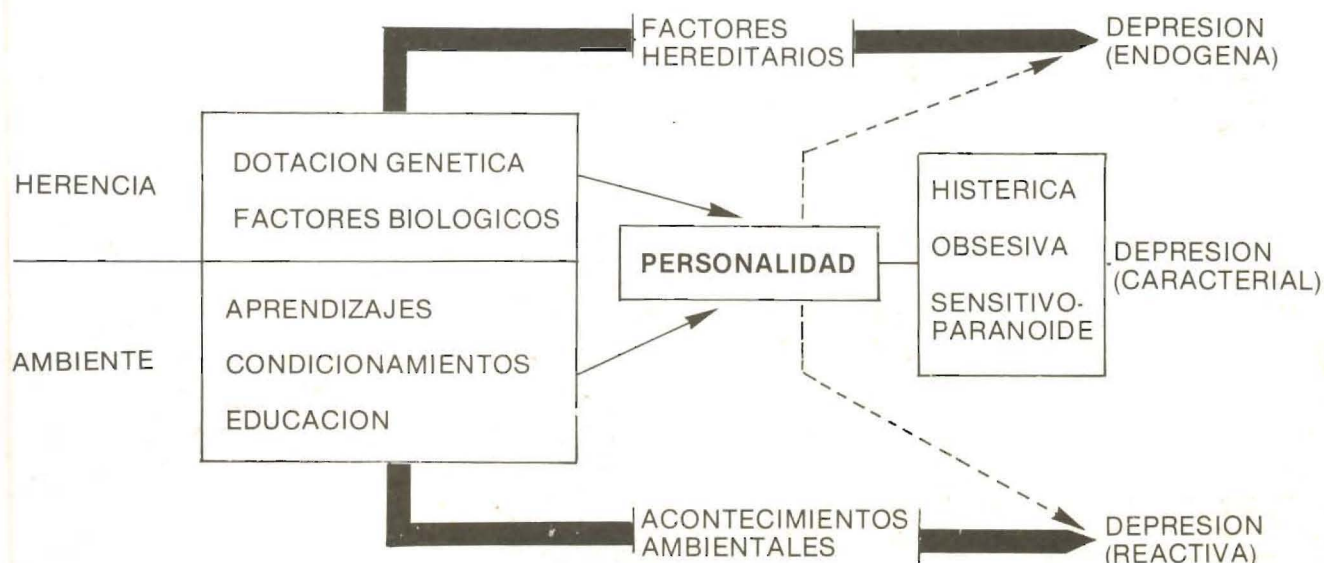 FACTORES
HEREDITARIOS
DEPRESION
(ENDOGENA)
HERENCIA
DOTACION GENETICA
FACTORES BIOLOGICOS
PERSONALIDAD
HISTERICA
OBSESIVA
SENSITIVO-
PARANOIDE
DEPRESION
(CARACTERIAL)
AMBIENTE
APRENDIZAJES
CONDICIONAMIENTOS
EDUCACION
ACONTECIMIENTOS
AMBIENTALES
DEPRESION
(REACTIVA)